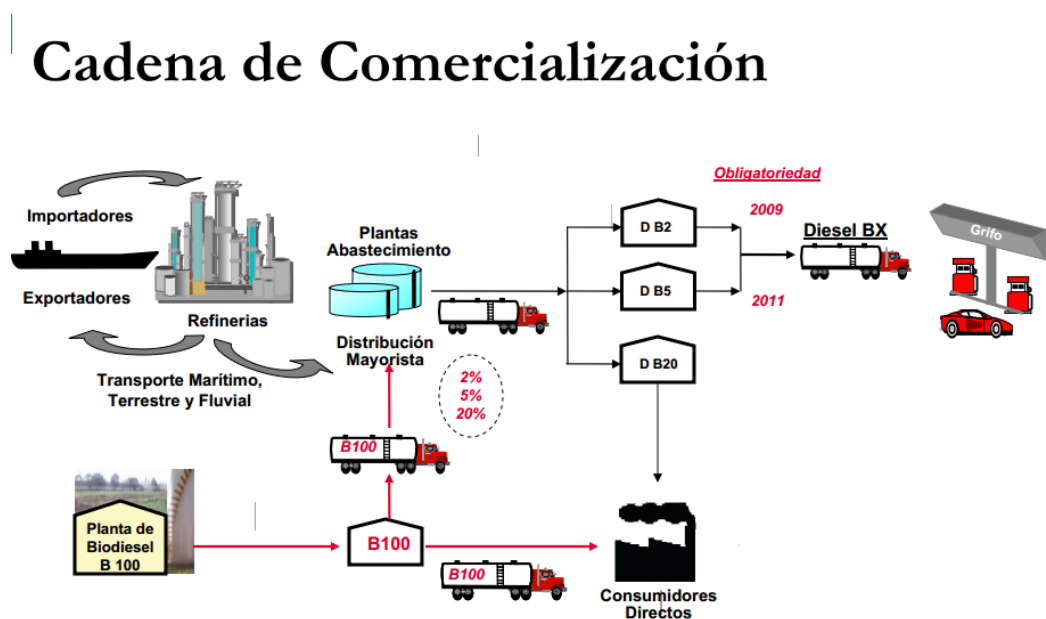 Cadena de Comercialización
Obligatoriedad
Importadores
2009
Plantas
Abastecimiento
D B2
Diesel BX
Grifo
Exportadores
D B5
2011
Refinerias
Distribución
Mayorista
D B20
Transporte Marítimo,
Terrestre y Fluvial
2%
5%
20%
B100
Planta de
Biodiesel
B 100
B100
B100
Consumidores
Directos